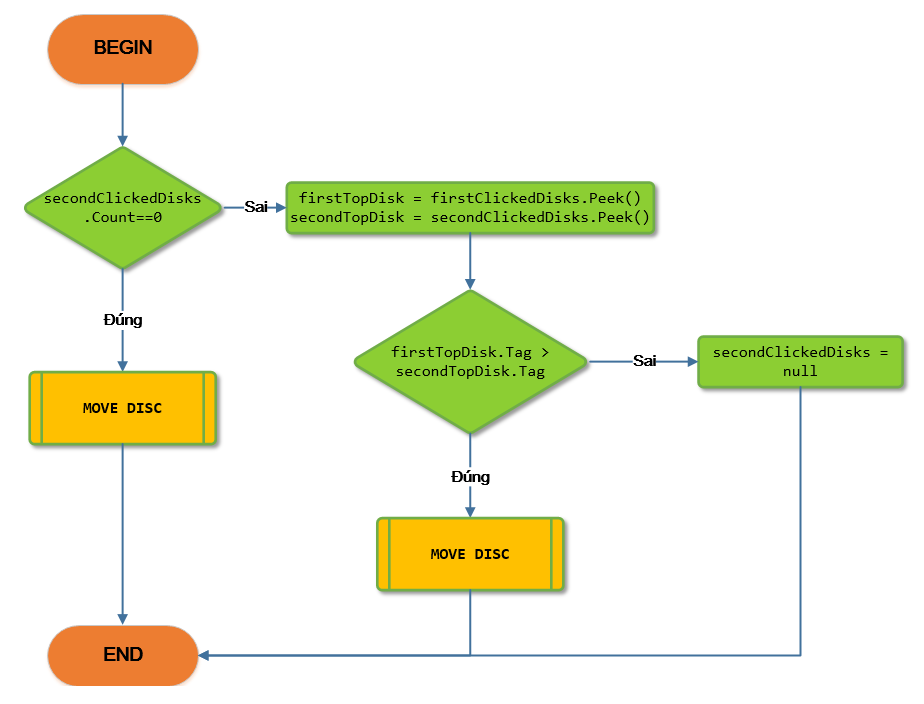 BEGIN
secondClickedDisks
.Count==0
Sai
firstTopDisk = firstClickedDisks.Peek()
secondTopDisk = secondClickedDisks.Peek()
Đúng
MOVE DISC
firstTopDisk.Tag >
secondTopDisk.Tag
Sai
secondClickedDisks =
null
Đúng
MOVE DISC
END